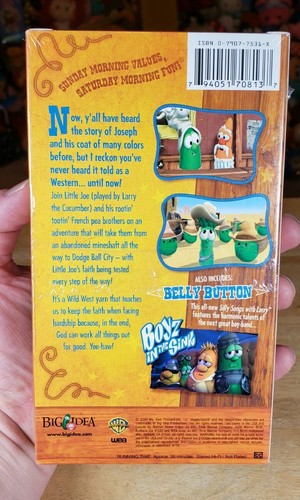 ISBN 0-7907-7331-X
SUNDAY MORNING VALUES,
SATURDAY MORNING FUN!
7 94051 70813 7
Now, y'all have heard
the story of Joseph
and his coat of many colors
before, but I reckon you've
never heard it told as a
Western... until now!
Join Little Joe (played by Larry
the Cucumber) and his rootin'
tootin' French pea brothers on an
adventure that will take them from
an abandoned mineshaft all the
way to Dodge Ball City – with
Little Joe's faith being tested
every step of the way!
It's a Wild West yarn that teaches
us to keep the faith when facing
hardship because, in the end,
God can work all things out
for good. Yee-haw!
ALSO INCLUDES:
BELLY BUTTON
This all-new Silly Songs with Larry
features the harmonic talents of
the next great boy-band.
BOYZ
IN THE SINK
BIG IDEA
www.bigidea.com
wea